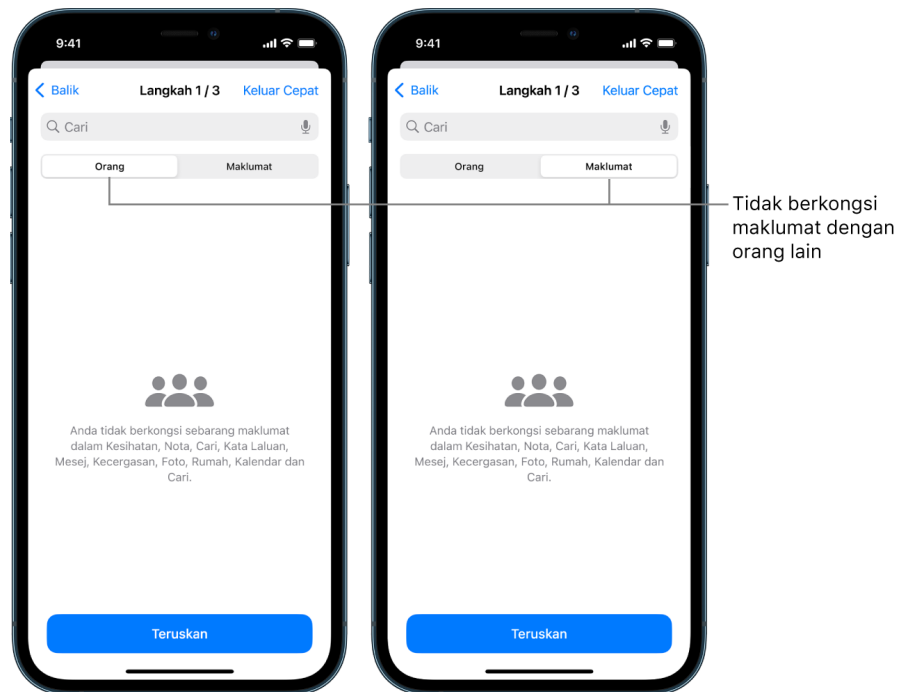 9:41
Balik Langkah 1 / 3 Keluar Cepat
Cari
Orang Maklumat
Anda tidak berkongsi sebarang maklumat
dalam Kesihatan, Nota, Cari, Kata Laluan,
Mesej, Kecergasan, Foto, Rumah, Kalendar dan
Cari.
Teruskan
9:41
Balik Langkah 1 / 3 Keluar Cepat
Cari
Orang Maklumat
Anda tidak berkongsi sebarang maklumat
dalam Kesihatan, Nota, Cari, Kata Laluan,
Mesej, Kecergasan, Foto, Rumah, Kalendar dan
Cari.
Teruskan
Tidak berkongsi
maklumat dengan
orang lain